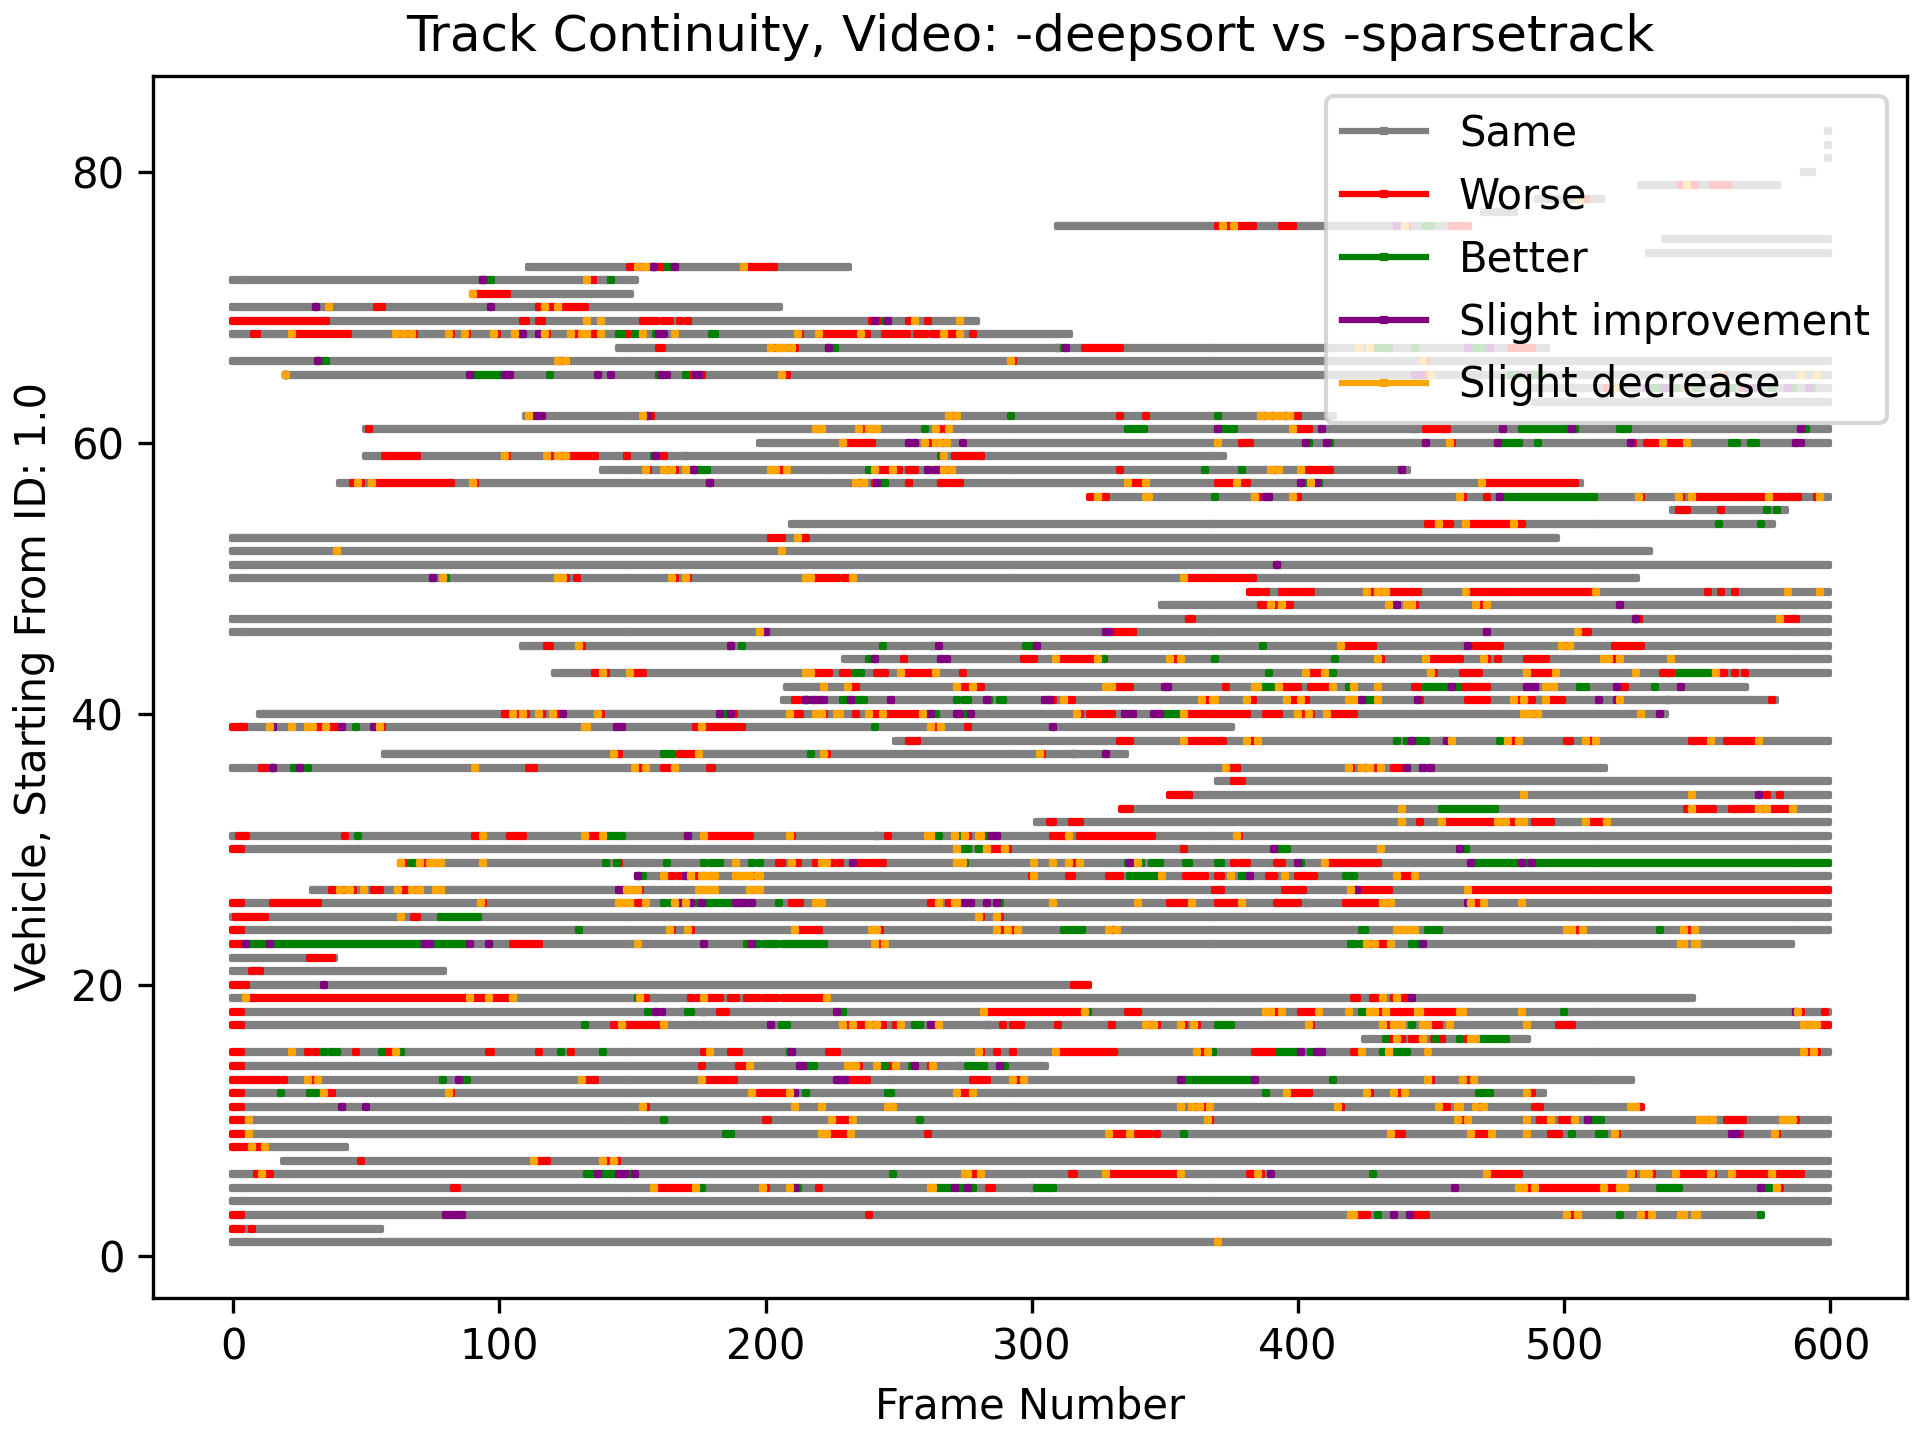 Track Continuity, Video: -deepsort vs -sparsetrack
Same
Worse
Better
Slight improvement
Slight decrease
80
60
40
20
0
Vehicle, Starting From ID: 1.0
0 100 200 300 400 500 600
Frame Number